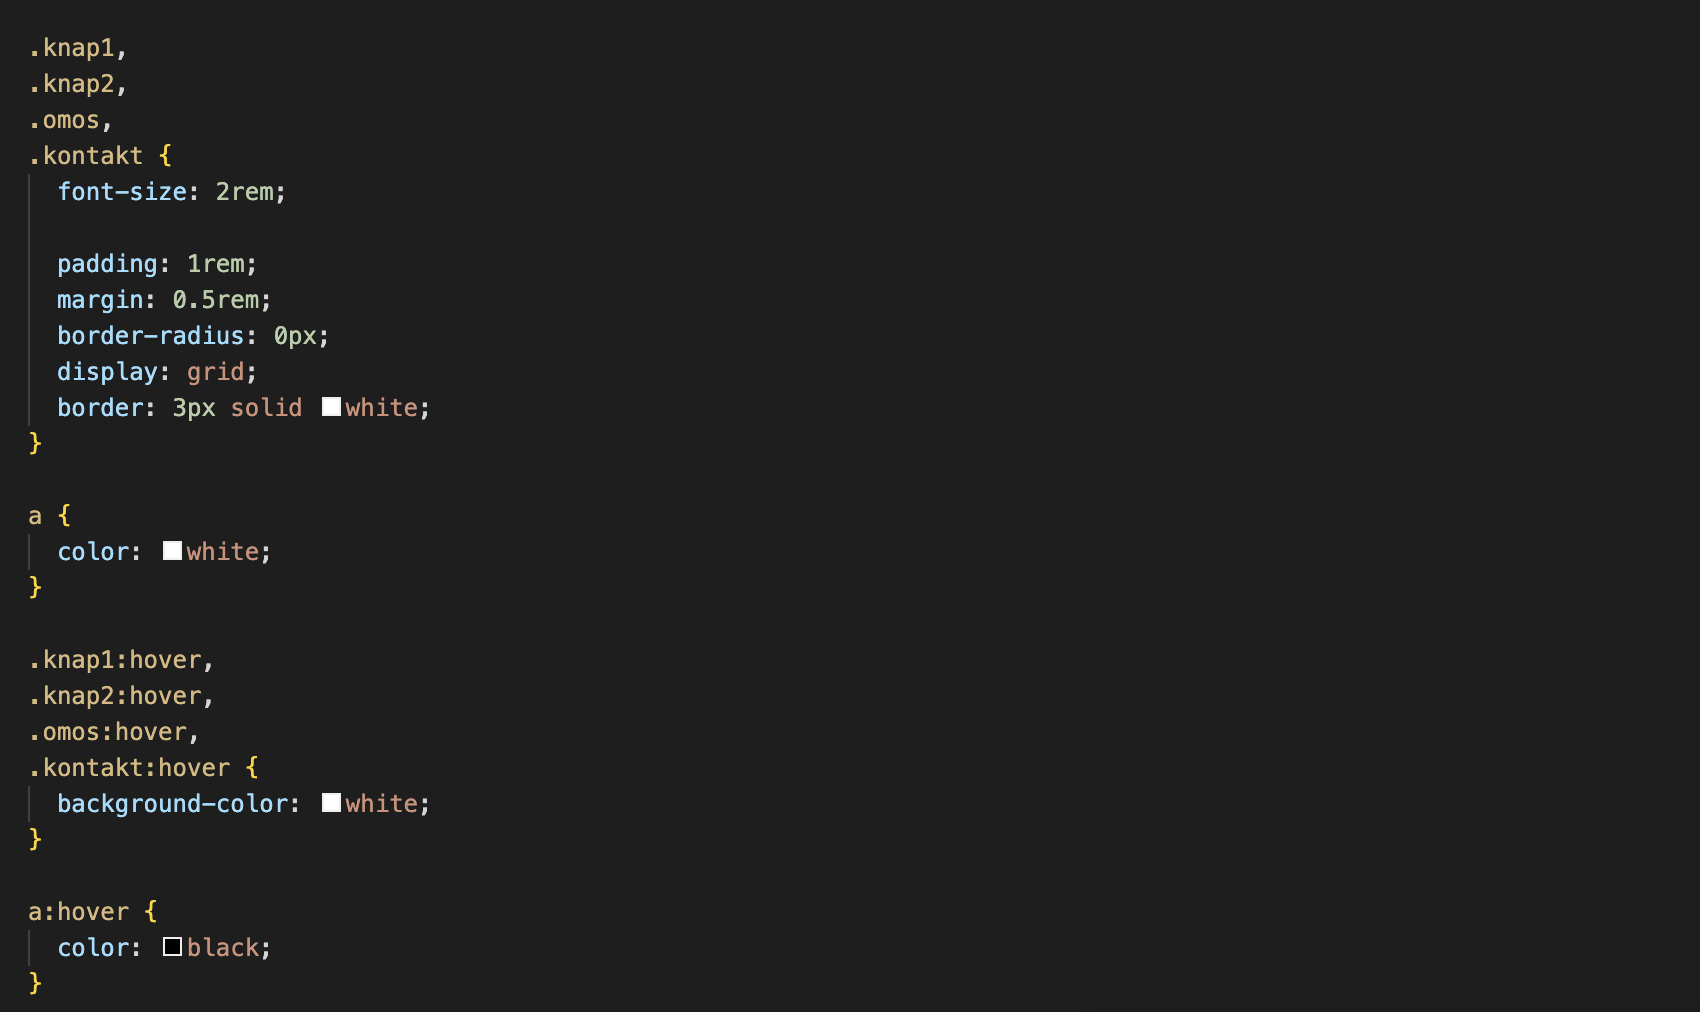 .knap1,
.knap2,
.omos,
.kontakt {
font-size: 2rem;
padding: 1rem;
margin: 0.5rem;
border-radius: 0px;
display: grid;
border: 3px solid white;
}
a {
color: white;
}
.knap1:hover,
.knap2:hover,
.omos:hover,
.kontakt:hover {
background-color: white;
}
a:hover {
color: black;
}